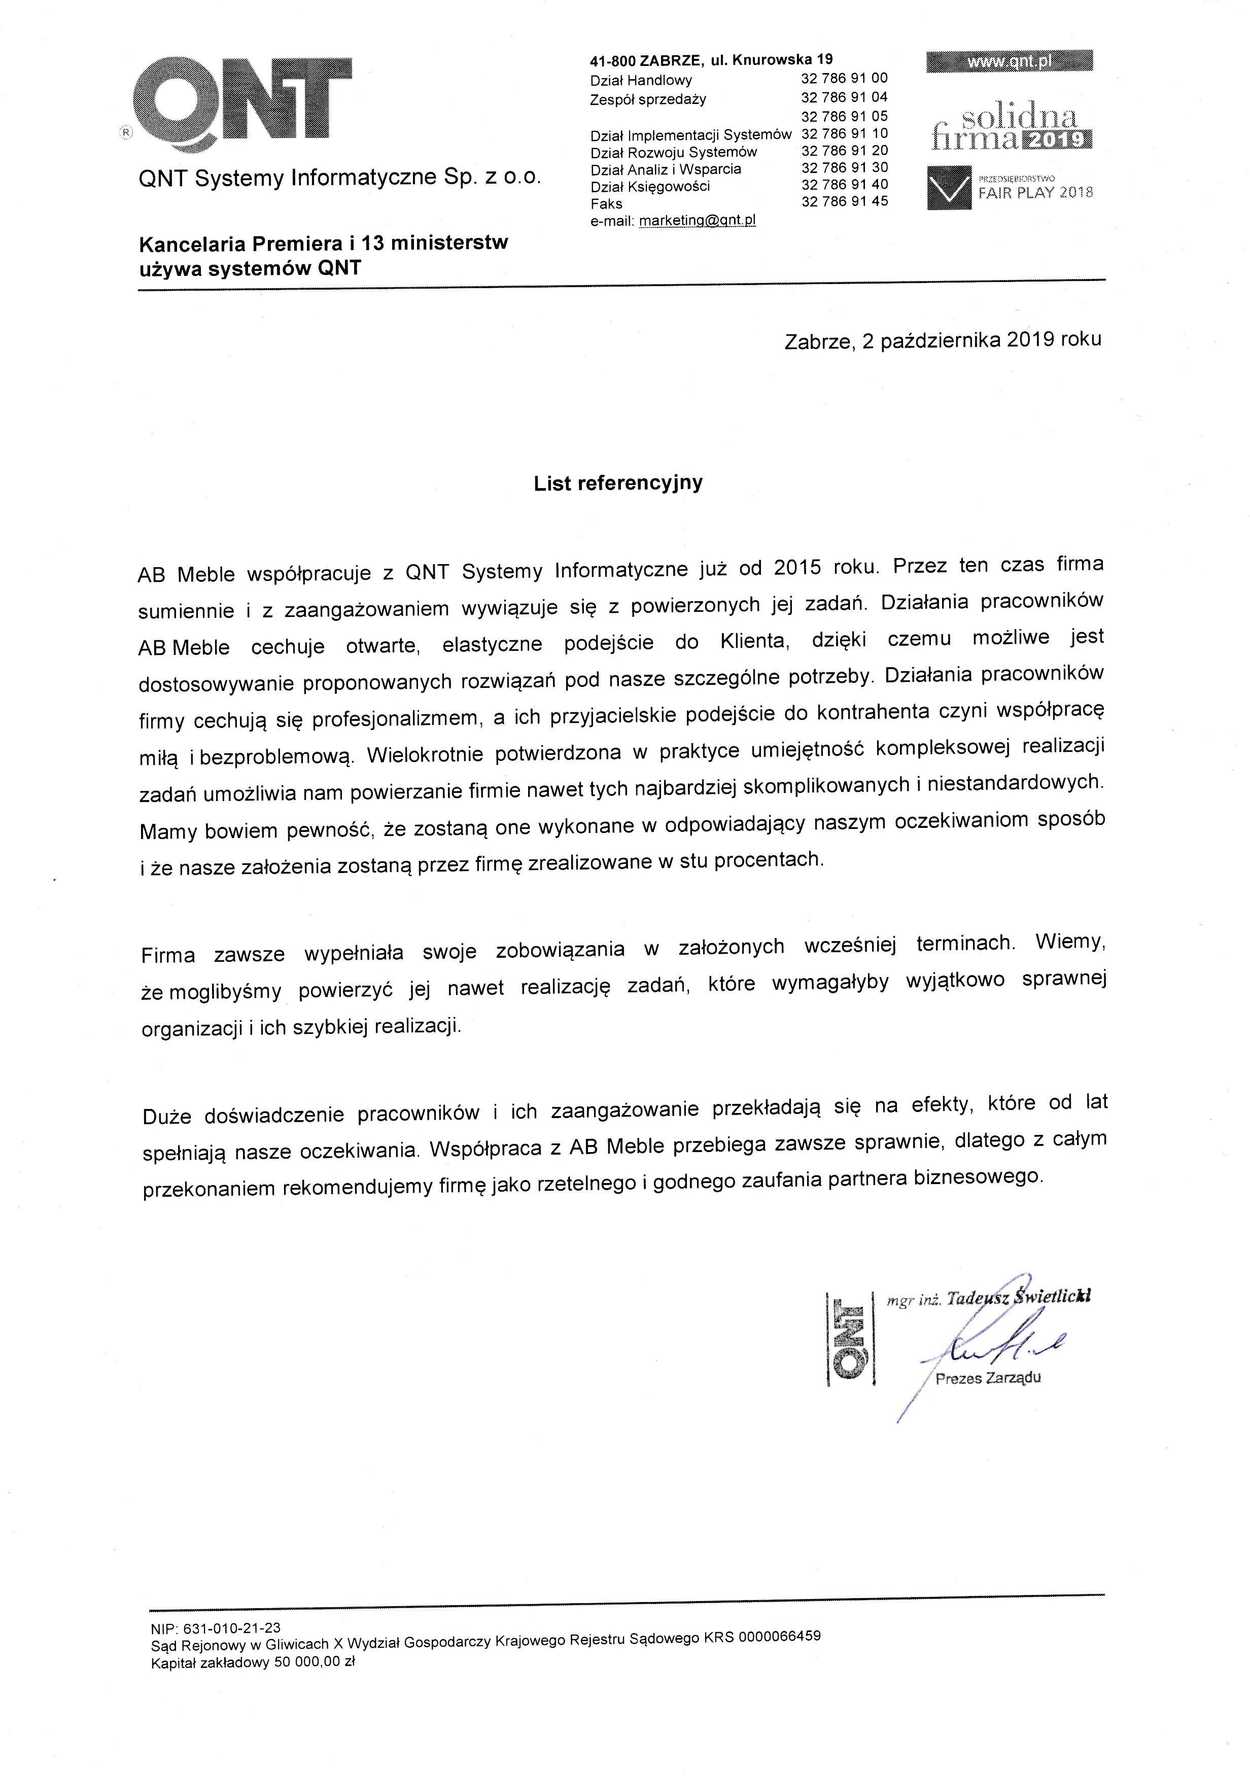 QNT
®
QNT Systemy Informatyczne Sp. z o.o.
Kancelaria Premiera i 13 ministerstw
używa systemów QNT
41-800 ZABRZE, ul. Knurowska 19
Dział Handlowy 32 786 91 00
Zespół sprzedaży 32 786 91 04
32 786 91 05
Dział Implementacji Systemów 32 786 91 10
Dział Rozwoju Systemów 32 786 91 20
Dział Analiz i Wsparcia 32 786 91 30
Dział Księgowości 32 786 91 40
Faks 32 786 91 45
e-mail: marketing@qnt.pl
www.qnt.pl
solidna
firma 2019
PRZEDSIĘBIORSTWO
FAIR PLAY 2018
Zabrze, 2 października 2019 roku
List referencyjny
AB Meble współpracuje z QNT Systemy Informatyczne już od 2015 roku. Przez ten czas firma
sumiennie i z zaangażowaniem wywiązuje się z powierzonych jej zadań. Działania pracowników
AB Meble cechuje otwarte, elastyczne podejście do Klienta, dzięki czemu możliwe jest
dostosowywanie proponowanych rozwiązań pod nasze szczególne potrzeby. Działania pracowników
firmy cechują się profesjonalizmem, a ich przyjacielskie podejście do kontrahenta czyni współpracę
miłą i bezproblemową. Wielokrotnie potwierdzona w praktyce umiejętność kompleksowej realizacji
zadań umożliwia nam powierzanie firmie nawet tych najbardziej skomplikowanych i niestandardowych.
Mamy bowiem pewność, że zostaną one wykonane w odpowiadający naszym oczekiwaniom sposób
i że nasze założenia zostaną przez firmę zrealizowane w stu procentach.
Firma zawsze wypełniała swoje zobowiązania w założonych wcześniej terminach. Wiemy,
że moglibyśmy powierzyć jej nawet realizację zadań, które wymagałyby wyjątkowo sprawnej
organizacji i ich szybkiej realizacji.
Duże doświadczenie pracowników i ich zaangażowanie przekładają się na efekty, które od lat
spełniają nasze oczekiwania. Współpraca z AB Meble przebiega zawsze sprawnie, dlatego z całym
przekonaniem rekomendujemy firmę jako rzetelnego i godnego zaufania partnera biznesowego.
QNT
mgr inż. Tadeusz Świetlicki
Prezes Zarządu
NIP: 631-010-21-23
Sąd Rejonowy w Gliwicach X Wydział Gospodarczy Krajowego Rejestru Sądowego KRS 0000066459
Kapitał zakładowy 50 000,00 zł